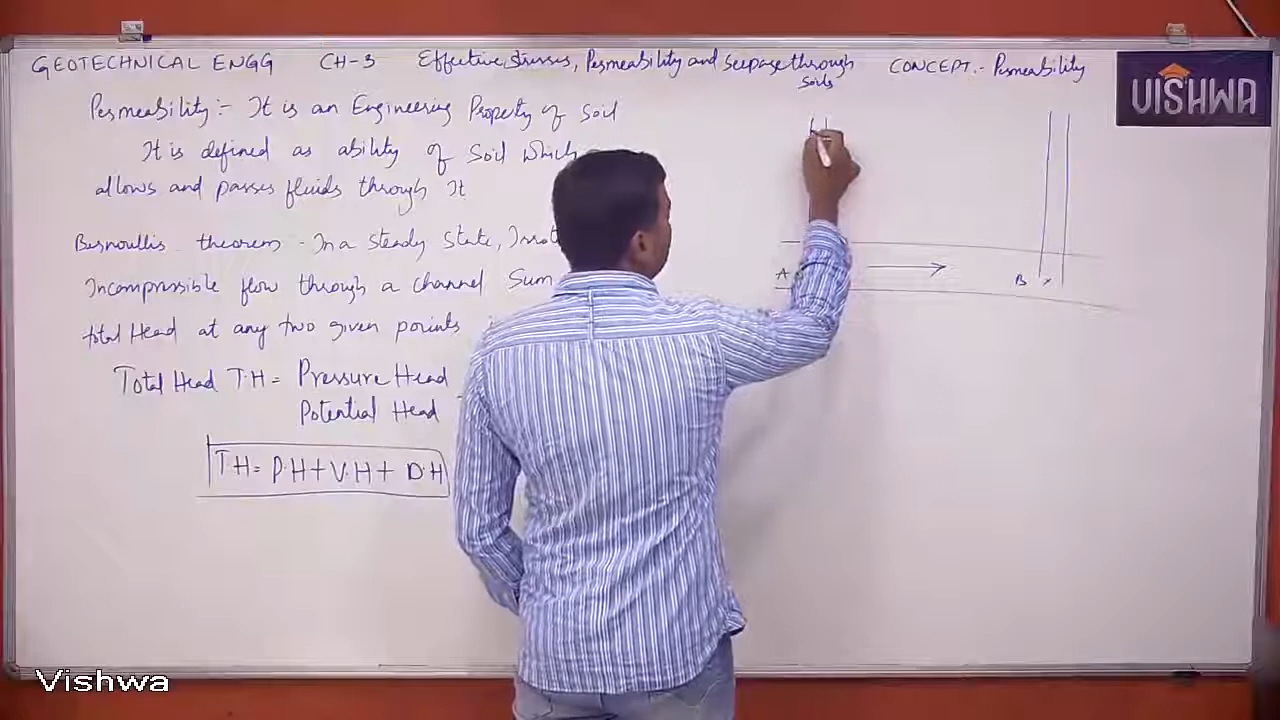 GEOTECHNICAL ENGG CH-3 Effective stresses, Permeability and seepage through soils CONCEPT:- Permeability
VISHWA
Permeability:- It is an Engineering Property of Soil
It is defined as ability of Soil which
allows and passes fluids through It
Bernoullis theorem - In a Steady State,
Incompressible flow through a channel Sum
total Head at any two given points
Total Head T.H = Pressure Head
Potential Head
T.H = P.H + V.H + D.H
A
B x
Vishwa